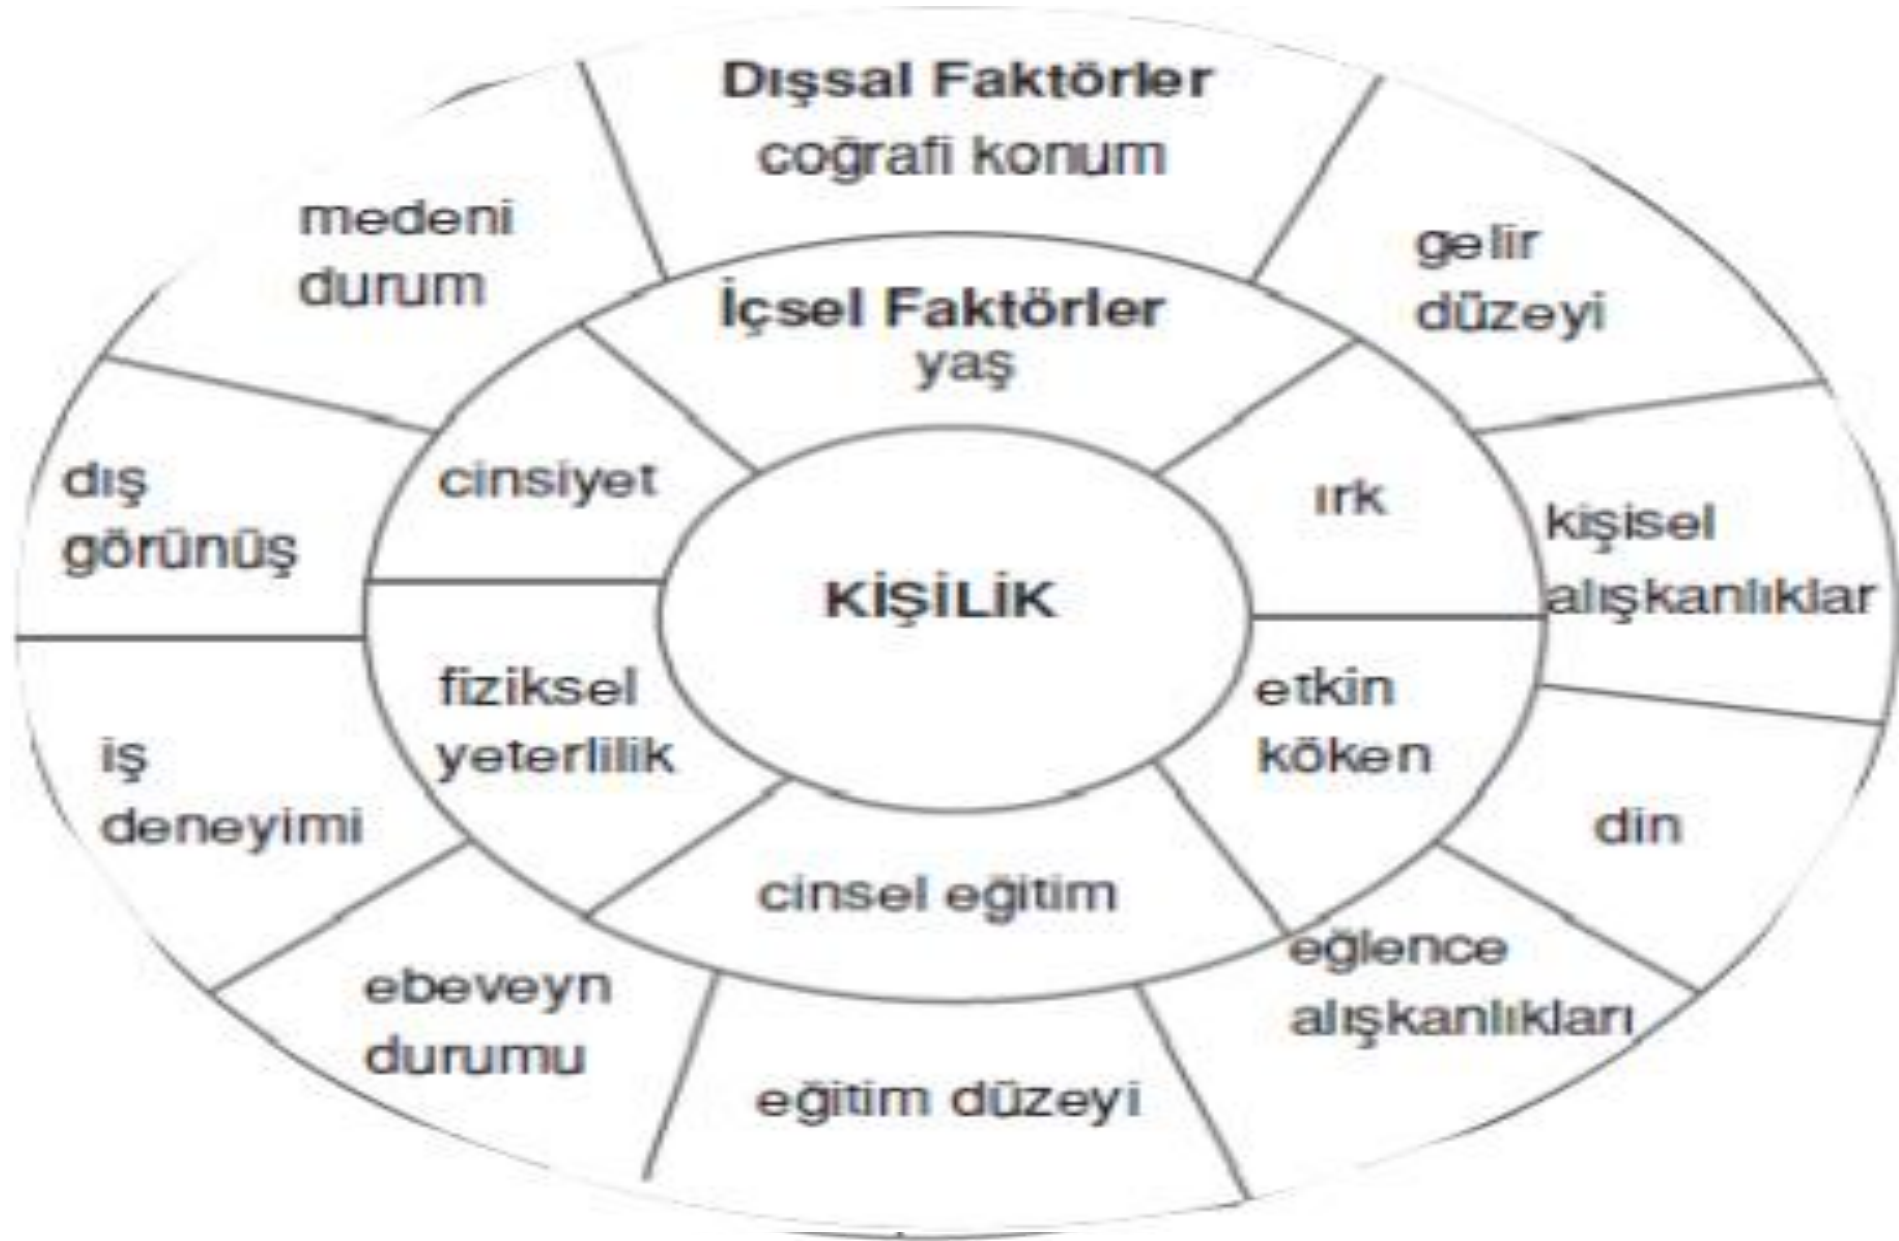 Dışsal Faktörler
coğrafi konum
gelir
düzeyi
kişisel
alışkanlıklar
din
eğlence
alışkanlıkları
eğitim düzeyi
ebeveyn
durumu
iş
deneyimi
dış
görünüş
medeni
durum
İçsel Faktörler
yaş
ırk
etkin
köken
cinsel eğitim
fiziksel
yeterlilik
cinsiyet
KİŞİLİK